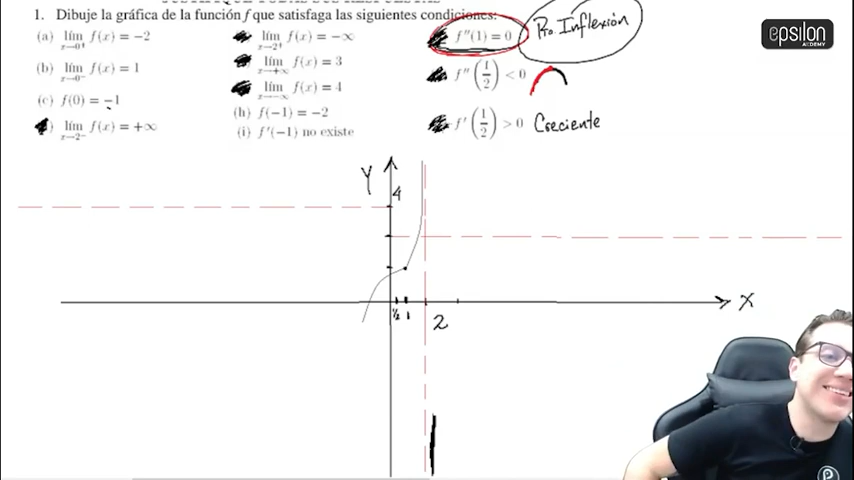 1. Dibuje la gráfica de la función f que satisfaga las siguientes condiciones:
(a) lím x→0⁺ f(x) = −2
(b) lím x→0⁻ f(x) = 1
(c) f(0) = −1
lím x→2⁻ f(x) = +∞
lím x→2⁺ f(x) = −∞
lím x→+∞ f(x) = 3
lím x→−∞ f(x) = 4
(h) f(−1) = −2
(i) f′(−1) no existe
f″(1) = 0 Pto. Inflexión
f″(1/2) < 0
f′(1/2) > 0 Creciente
epsilon
ACADEMY
Y
4
X
1/2 1
2